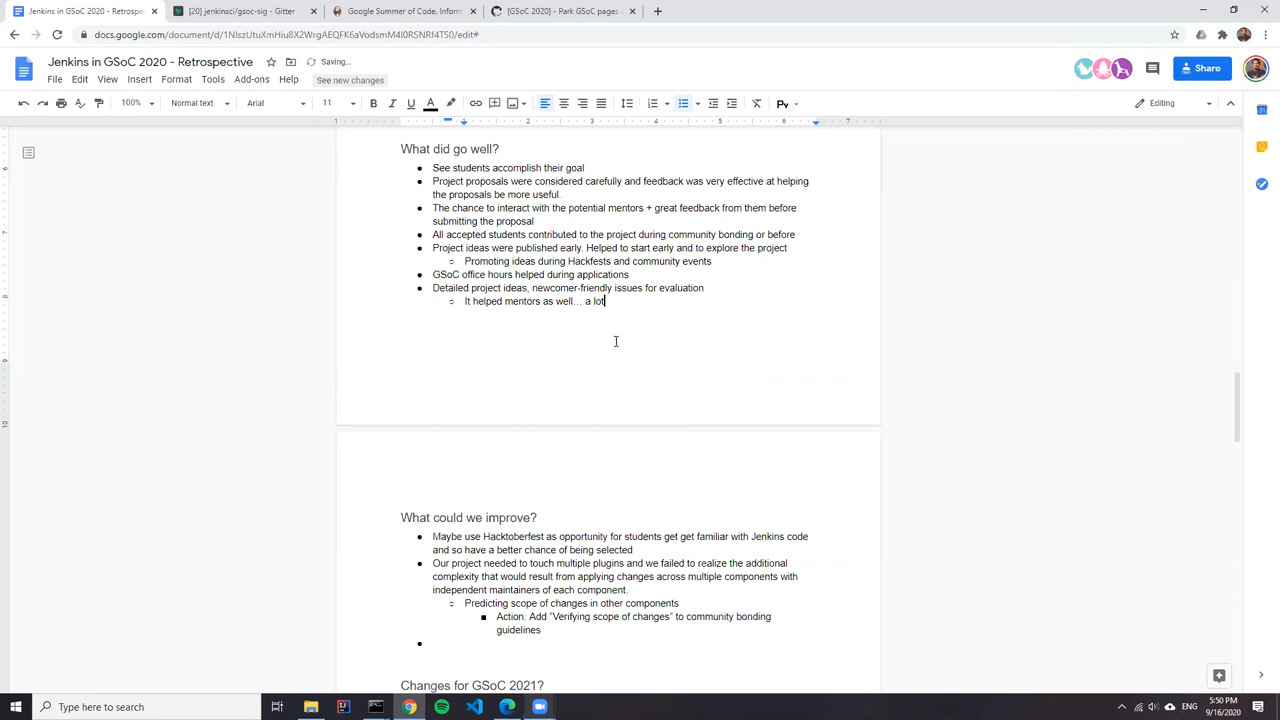 Jenkins in GSoC 2020 - Retrospe
[20] jenkinsci/gsoc-sig - Gitter
Google Summer of Code. Inform
[GSoC 2020] - Park GSoC pages
docs.google.com/document/d/1NlszUtuXmHiu8X2WrgAEQFK6aVodsmM4I0RSNRf4TS0/edit#
Jenkins in GSoC 2020 - Retrospective
Saving...
File Edit View Insert Format Tools Add-ons Help See new changes
Share
100% Normal text Arial 11 Editing
What did go well?
See students accomplish their goal
Project proposals were considered carefully and feedback was very effective at helping
the proposals be more useful.
The chance to interact with the potential mentors + great feedback from them before
submitting the proposal
All accepted students contributed to the project during community bonding or before
Project ideas were published early. Helped to start early and to explore the project
Promoting ideas during Hackfests and community events
GSoC office hours helped during applications
Detailed project ideas, newcomer-friendly issues for evaluation
It helped mentors as well… a lot
What could we improve?
Maybe use Hacktoberfest as opportunity for students get get familiar with Jenkins code
and so have a better chance of being selected
Our project needed to touch multiple plugins and we failed to realize the additional
complexity that would result from applying changes across multiple components with
independent maintainers of each component.
Predicting scope of changes in other components
Action: Add “Verifying scope of changes” to community bonding
guidelines
Changes for GSoC 2021?
Type here to search
ENG
5:50 PM
9/16/2020